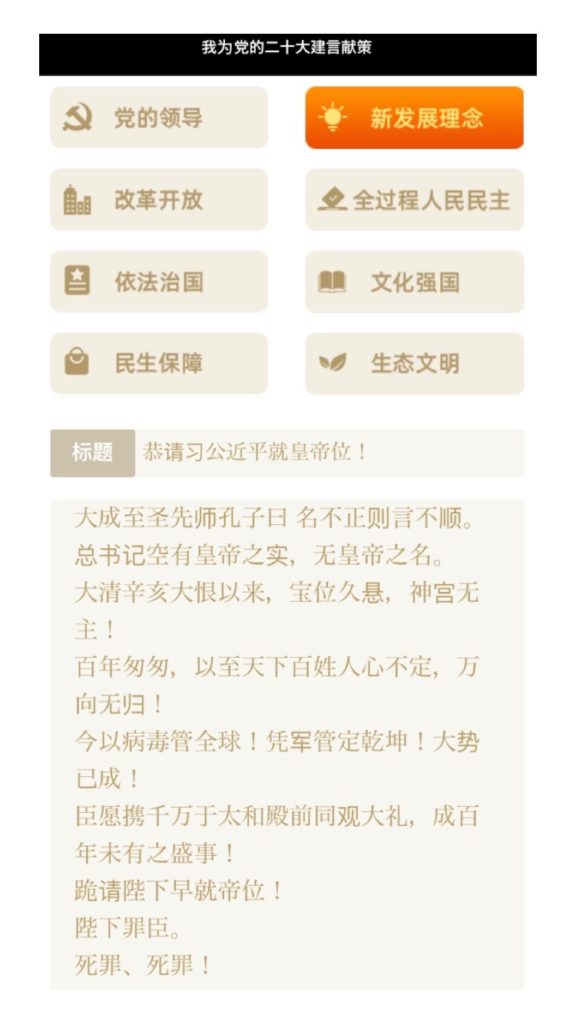 我为党的二十大建言献策
党的领导
新发展理念
改革开放
全过程人民民主
依法治国
文化强国
民生保障
生态文明
标题
恭请习公近平就皇帝位！
大成至圣先师孔子曰 名不正则言不顺。
总书记空有皇帝之实，无皇帝之名。
大清辛亥大恨以来，宝位久悬，神宫无
主！
百年匆匆，以至天下百姓人心不定，万
向无归！
今以病毒管全球！凭军管定乾坤！大势
已成！
臣愿携千万于太和殿前同观大礼，成百
年未有之盛事！
跪请陛下早就帝位！
陛下罪臣。
死罪、死罪！